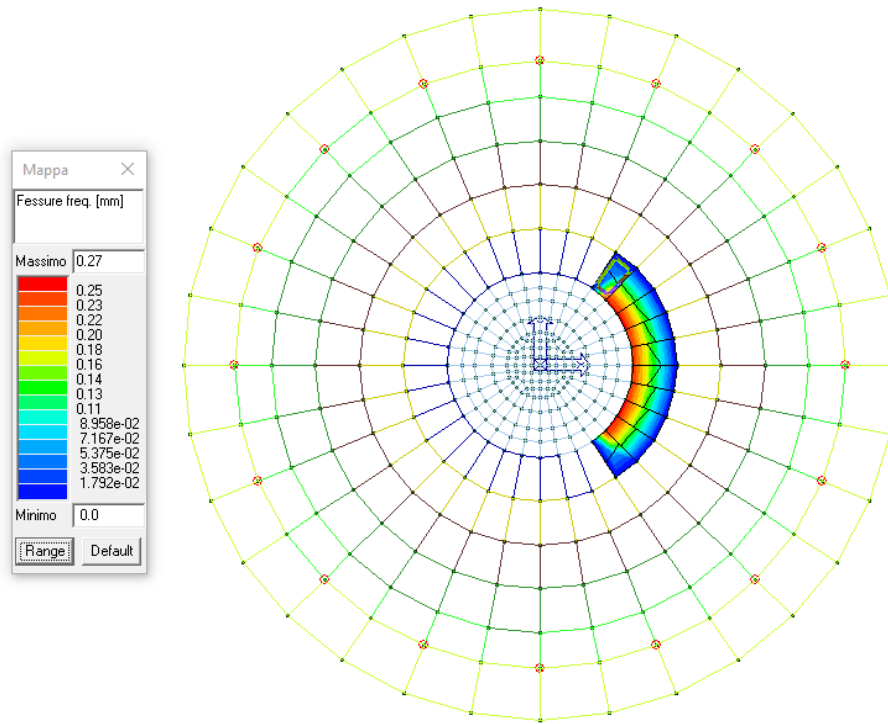 Mappa
Fessure freq. [mm]
Massimo 0.27
0.25
0.23
0.22
0.20
0.18
0.16
0.14
0.13
0.11
8.958e-02
7.167e-02
5.375e-02
3.583e-02
1.792e-02
Minimo 0.0
Range Default